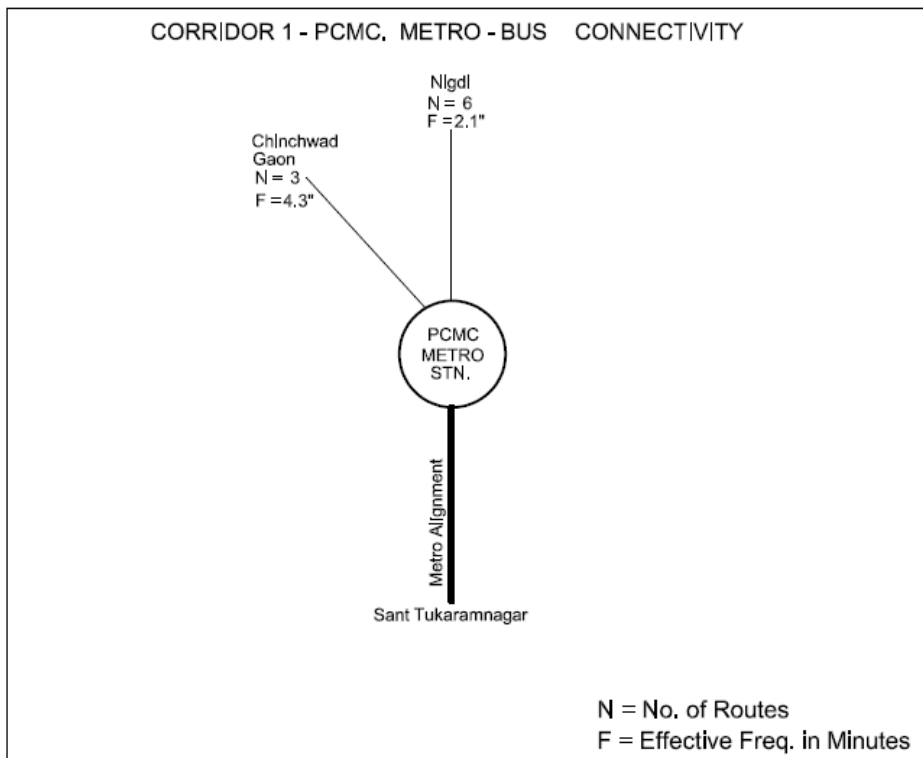 CORRIDOR 1 - PCMC. METRO - BUS CONNECTIVITY
Nigdi
N = 6
F =2.1"
Chinchwad
Gaon
N = 3
F =4.3"
PCMC
METRO
STN.
Metro Alignment
Sant Tukaramnagar
N = No. of Routes
F = Effective Freq. in Minutes